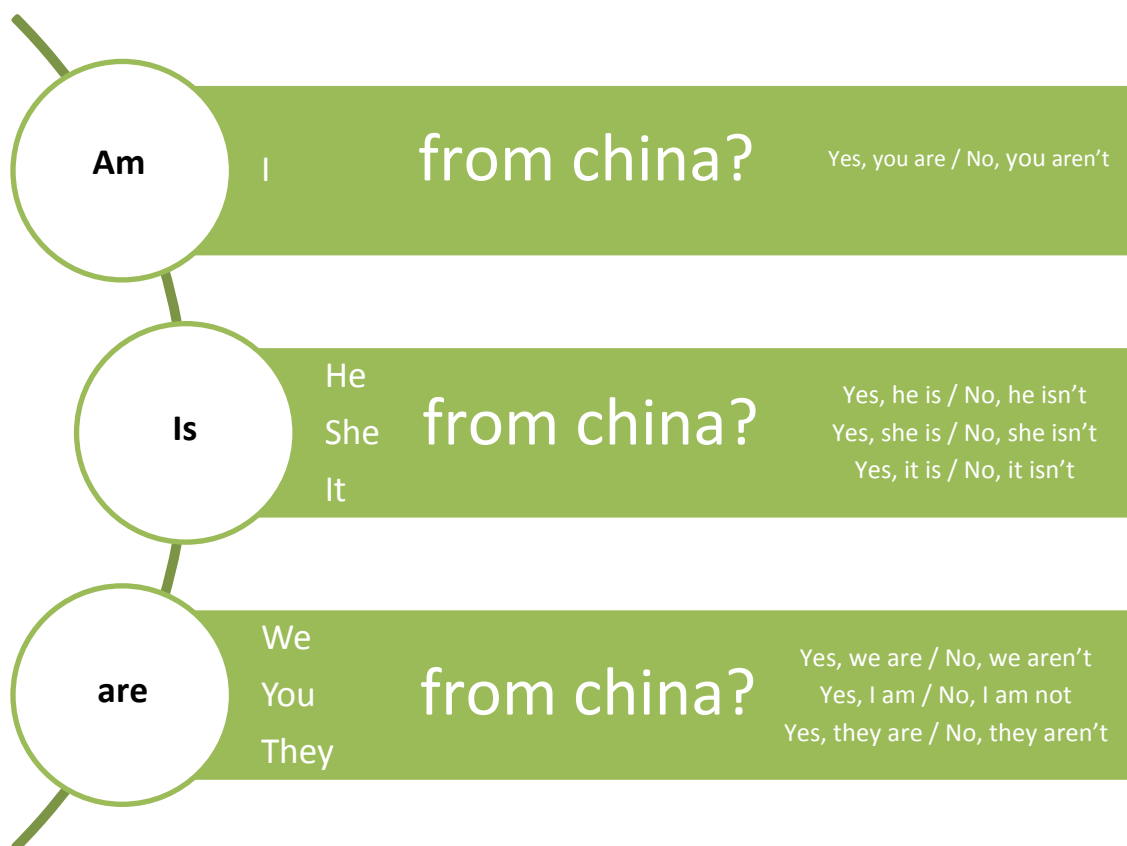 Am
I
from china?
Yes, you are / No, you aren’t
Is
He
She
It
from china?
Yes, he is / No, he isn’t
Yes, she is / No, she isn’t
Yes, it is / No, it isn’t
are
We
You
They
from china?
Yes, we are / No, we aren’t
Yes, I am / No, I am not
Yes, they are / No, they aren’t